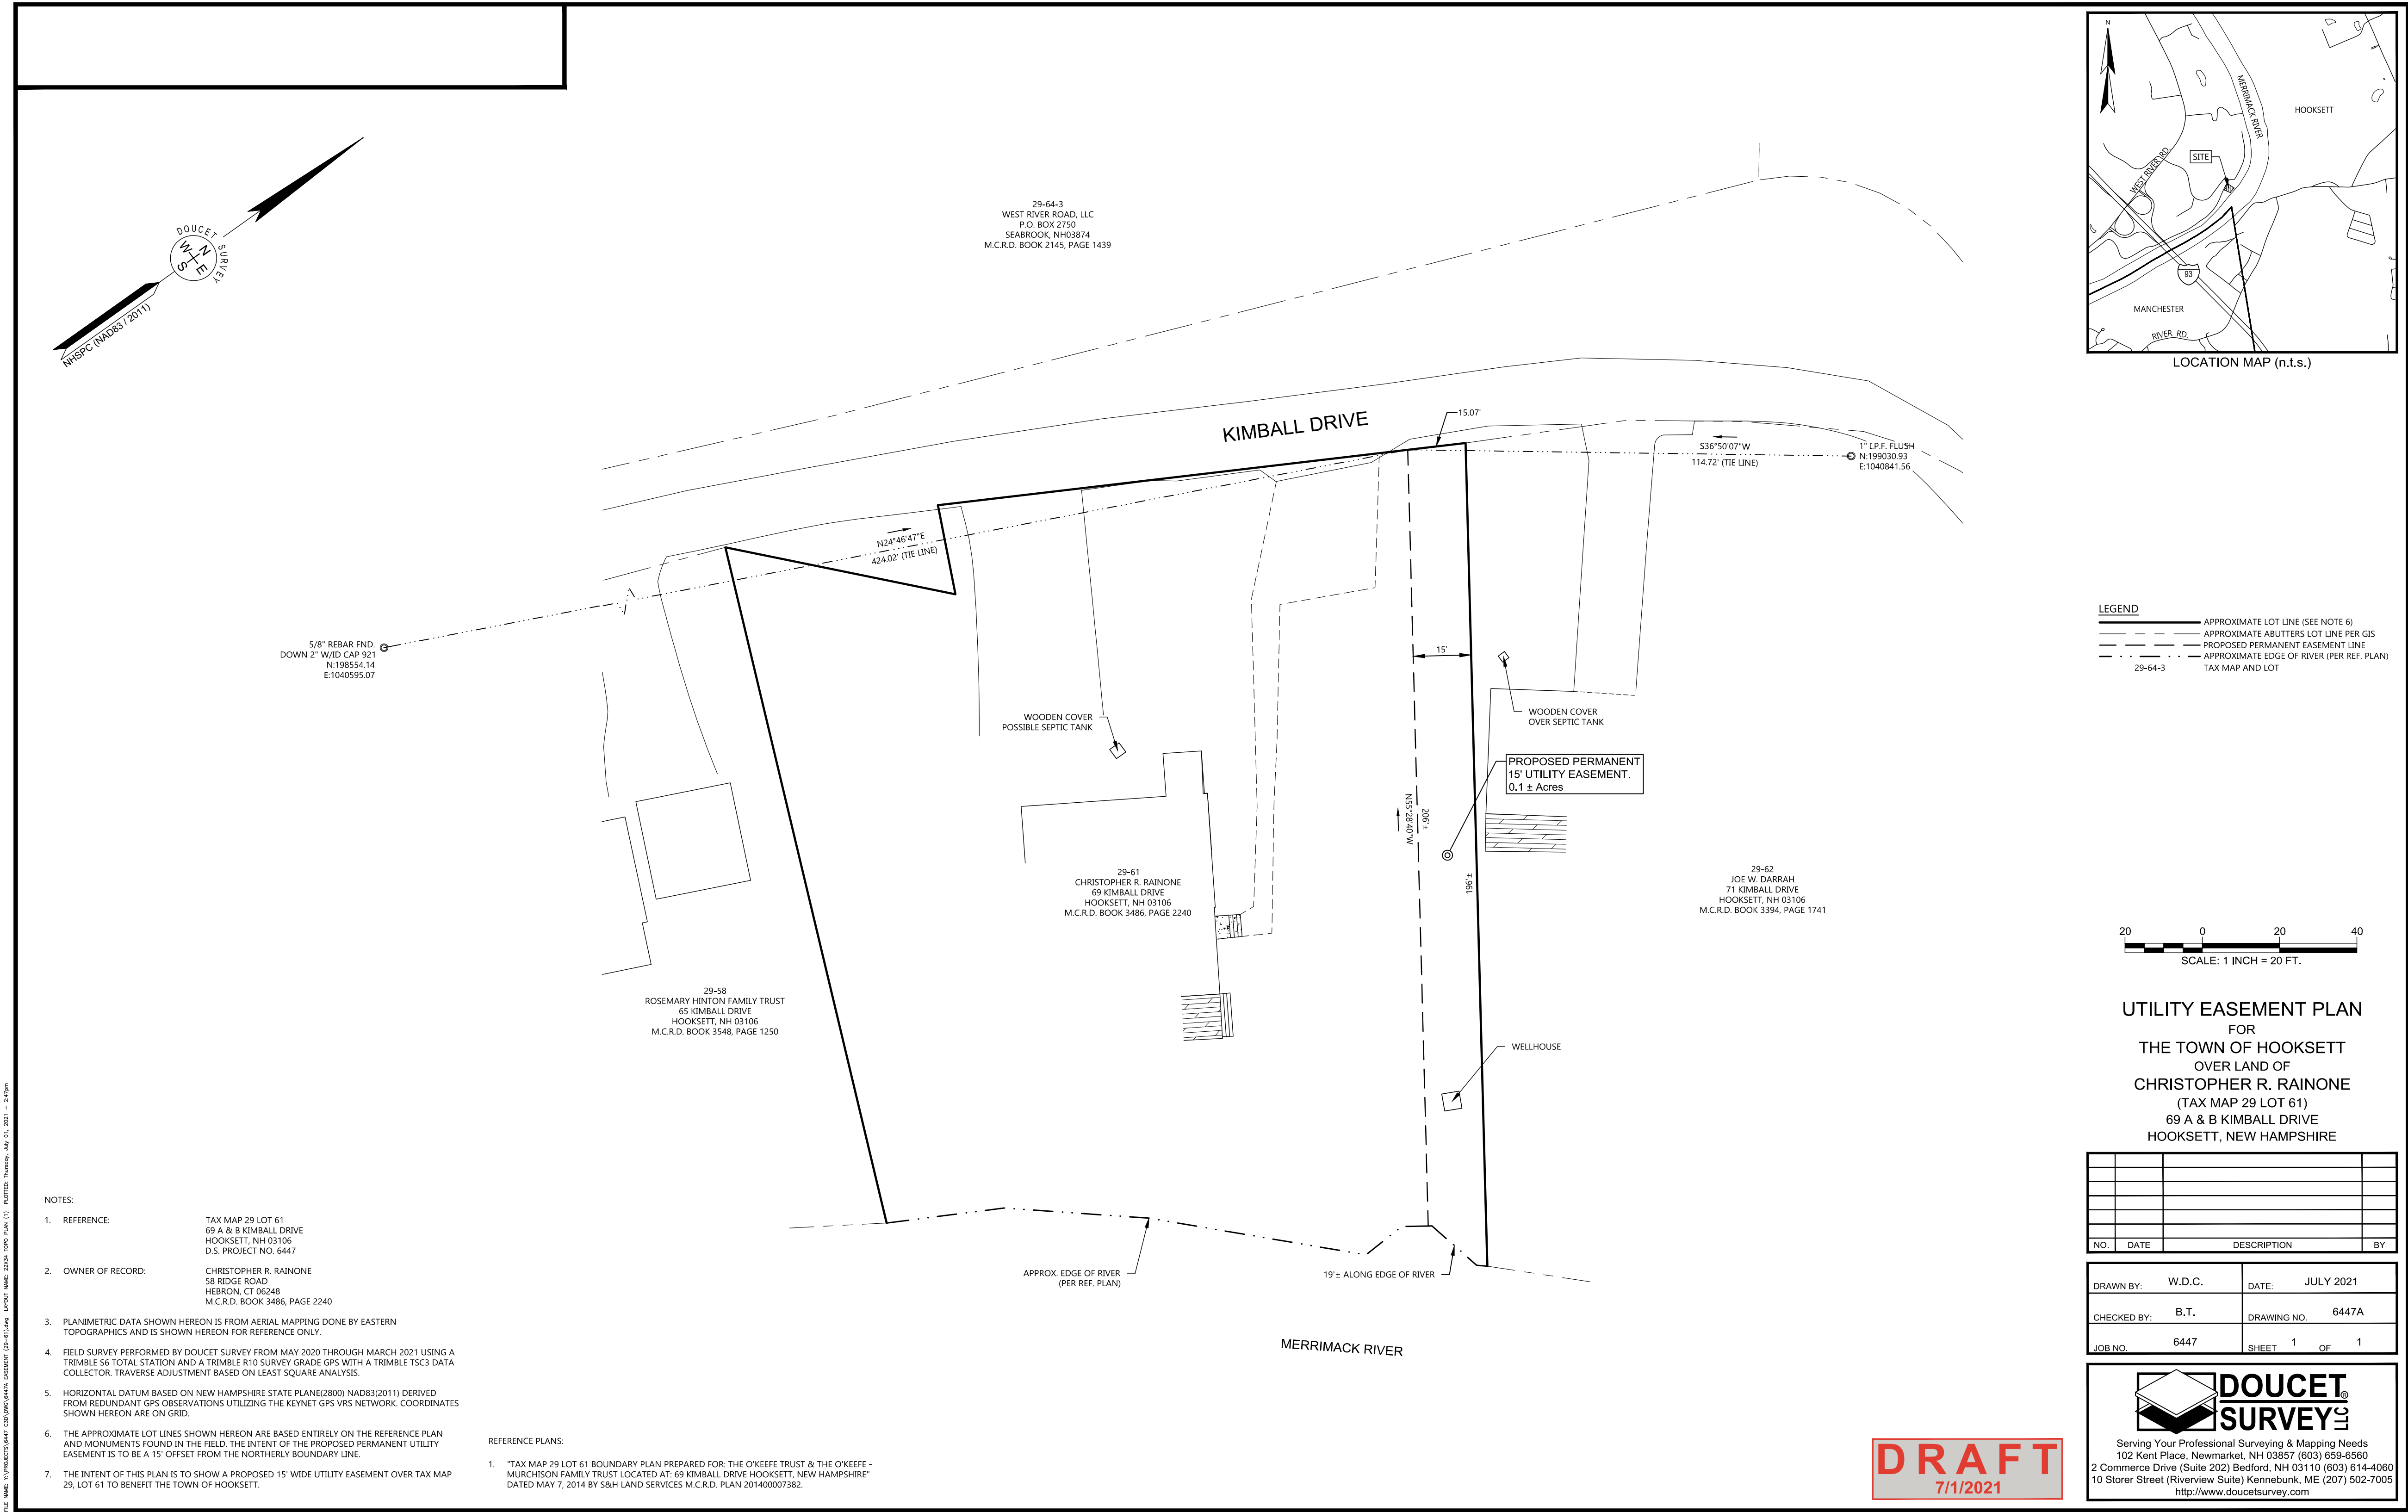 29-64-3
WEST RIVER ROAD, LLC
P.O. BOX 2750
SEABROOK, NH03874
M.C.R.D. BOOK 2145, PAGE 1439
DOUCET SURVEY
N
E
S
W
NHSPC (NAD83 / 2011)
N
MERRIMACK RIVER
HOOKSETT
WEST RIVER RD
SITE
93
MANCHESTER
RIVER RD.
LOCATION MAP (n.t.s.)
KIMBALL DRIVE
15.07'
S36°50'07"W
114.72' (TIE LINE)
1" I.P.F. FLUSH
N:199030.93
E:1040841.56
N24°46'47"E
424.02' (TIE LINE)
5/8" REBAR FND.
DOWN 2" W/ID CAP 921
N:198554.14
E:1040595.07
15'
WOODEN COVER
POSSIBLE SEPTIC TANK
WOODEN COVER
OVER SEPTIC TANK
PROPOSED PERMANENT
15' UTILITY EASEMENT.
0.1 ± Acres
N55°28'40"W
206'±
196'±
29-61
CHRISTOPHER R. RAINONE
69 KIMBALL DRIVE
HOOKSETT, NH 03106
M.C.R.D. BOOK 3486, PAGE 2240
29-62
JOE W. DARRAH
71 KIMBALL DRIVE
HOOKSETT, NH 03106
M.C.R.D. BOOK 3394, PAGE 1741
29-58
ROSEMARY HINTON FAMILY TRUST
65 KIMBALL DRIVE
HOOKSETT, NH 03106
M.C.R.D. BOOK 3548, PAGE 1250
WELLHOUSE
APPROX. EDGE OF RIVER
(PER REF. PLAN)
19'± ALONG EDGE OF RIVER
MERRIMACK RIVER
LEGEND
APPROXIMATE LOT LINE (SEE NOTE 6)
APPROXIMATE ABUTTERS LOT LINE PER GIS
PROPOSED PERMANENT EASEMENT LINE
APPROXIMATE EDGE OF RIVER (PER REF. PLAN)
29-64-3 TAX MAP AND LOT
20 0 20 40
SCALE: 1 INCH = 20 FT.
UTILITY EASEMENT PLAN
FOR
THE TOWN OF HOOKSETT
OVER LAND OF
CHRISTOPHER R. RAINONE
(TAX MAP 29 LOT 61)
69 A & B KIMBALL DRIVE
HOOKSETT, NEW HAMPSHIRE
NO. DATE DESCRIPTION BY
DRAWN BY: W.D.C. DATE: JULY 2021
CHECKED BY: B.T. DRAWING NO. 6447A
JOB NO. 6447 SHEET 1 OF 1
DOUCET
SURVEY LLC
®
Serving Your Professional Surveying & Mapping Needs
102 Kent Place, Newmarket, NH 03857 (603) 659-6560
2 Commerce Drive (Suite 202) Bedford, NH 03110 (603) 614-4060
10 Storer Street (Riverview Suite) Kennebunk, ME (207) 502-7005
http://www.doucetsurvey.com
DRAFT
7/1/2021
NOTES:
1. REFERENCE: TAX MAP 29 LOT 61
69 A & B KIMBALL DRIVE
HOOKSETT, NH 03106
D.S. PROJECT NO. 6447
2. OWNER OF RECORD: CHRISTOPHER R. RAINONE
58 RIDGE ROAD
HEBRON, CT 06248
M.C.R.D. BOOK 3486, PAGE 2240
3. PLANIMETRIC DATA SHOWN HEREON IS FROM AERIAL MAPPING DONE BY EASTERN
TOPOGRAPHICS AND IS SHOWN HEREON FOR REFERENCE ONLY.
4. FIELD SURVEY PERFORMED BY DOUCET SURVEY FROM MAY 2020 THROUGH MARCH 2021 USING A
TRIMBLE S6 TOTAL STATION AND A TRIMBLE R10 SURVEY GRADE GPS WITH A TRIMBLE TSC3 DATA
COLLECTOR. TRAVERSE ADJUSTMENT BASED ON LEAST SQUARE ANALYSIS.
5. HORIZONTAL DATUM BASED ON NEW HAMPSHIRE STATE PLANE(2800) NAD83(2011) DERIVED
FROM REDUNDANT GPS OBSERVATIONS UTILIZING THE KEYNET GPS VRS NETWORK. COORDINATES
SHOWN HEREON ARE ON GRID.
6. THE APPROXIMATE LOT LINES SHOWN HEREON ARE BASED ENTIRELY ON THE REFERENCE PLAN
AND MONUMENTS FOUND IN THE FIELD. THE INTENT OF THE PROPOSED PERMANENT UTILITY
EASEMENT IS TO BE A 15' OFFSET FROM THE NORTHERLY BOUNDARY LINE.
7. THE INTENT OF THIS PLAN IS TO SHOW A PROPOSED 15' WIDE UTILITY EASEMENT OVER TAX MAP
29, LOT 61 TO BENEFIT THE TOWN OF HOOKSETT.
REFERENCE PLANS:
1. "TAX MAP 29 LOT 61 BOUNDARY PLAN PREPARED FOR: THE O'KEEFE TRUST & THE O'KEEFE -
MURCHISON FAMILY TRUST LOCATED AT: 69 KIMBALL DRIVE HOOKSETT, NEW HAMPSHIRE"
DATED MAY 7, 2014 BY S&H LAND SERVICES M.C.R.D. PLAN 201400007382.
FILE NAME: Y:\PROJECTS\6447 C3D\DWG\6447A EASEMENT (29-61).dwg LAYOUT NAME: 22X34 TOPO PLAN (1) PLOTTED: Thursday, July 01, 2021 - 2:47pm